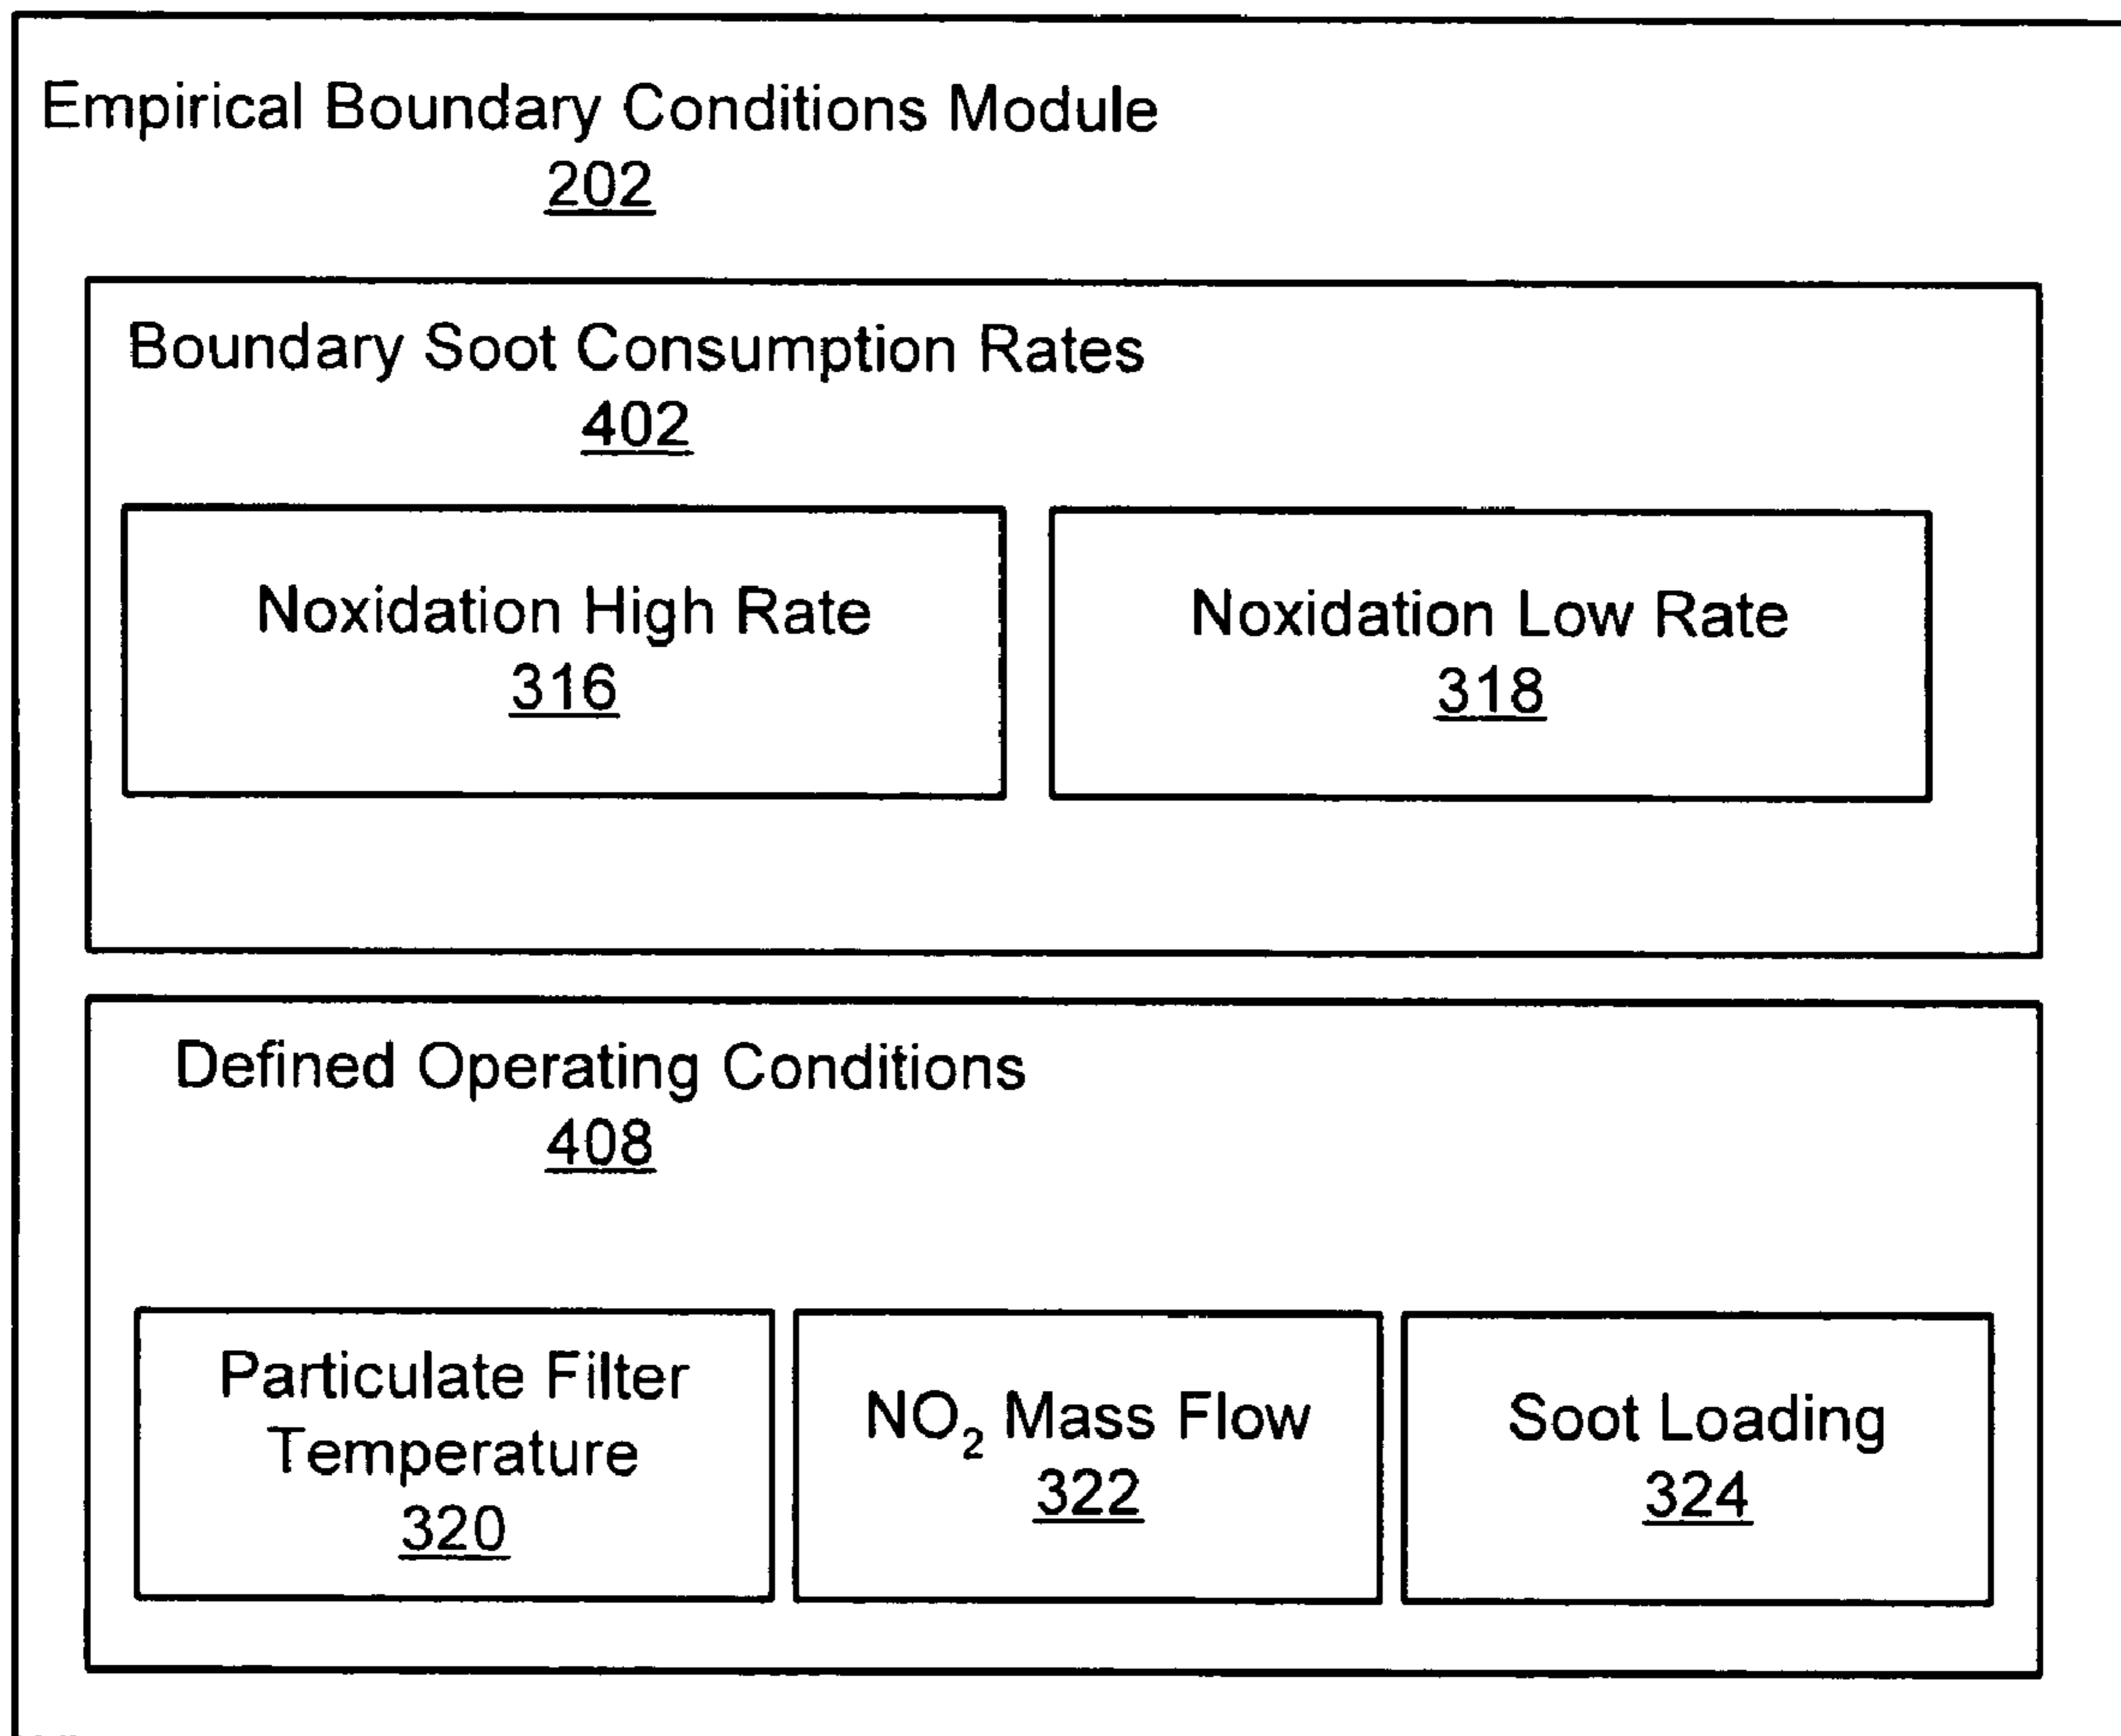 Empirical Boundary Conditions Module
202
Boundary Soot Consumption Rates
402
Noxidation High Rate
316
Noxidation Low Rate
318
Defined Operating Conditions
408
Particulate Filter
Temperature
320
NO₂ Mass Flow
322
Soot Loading
324